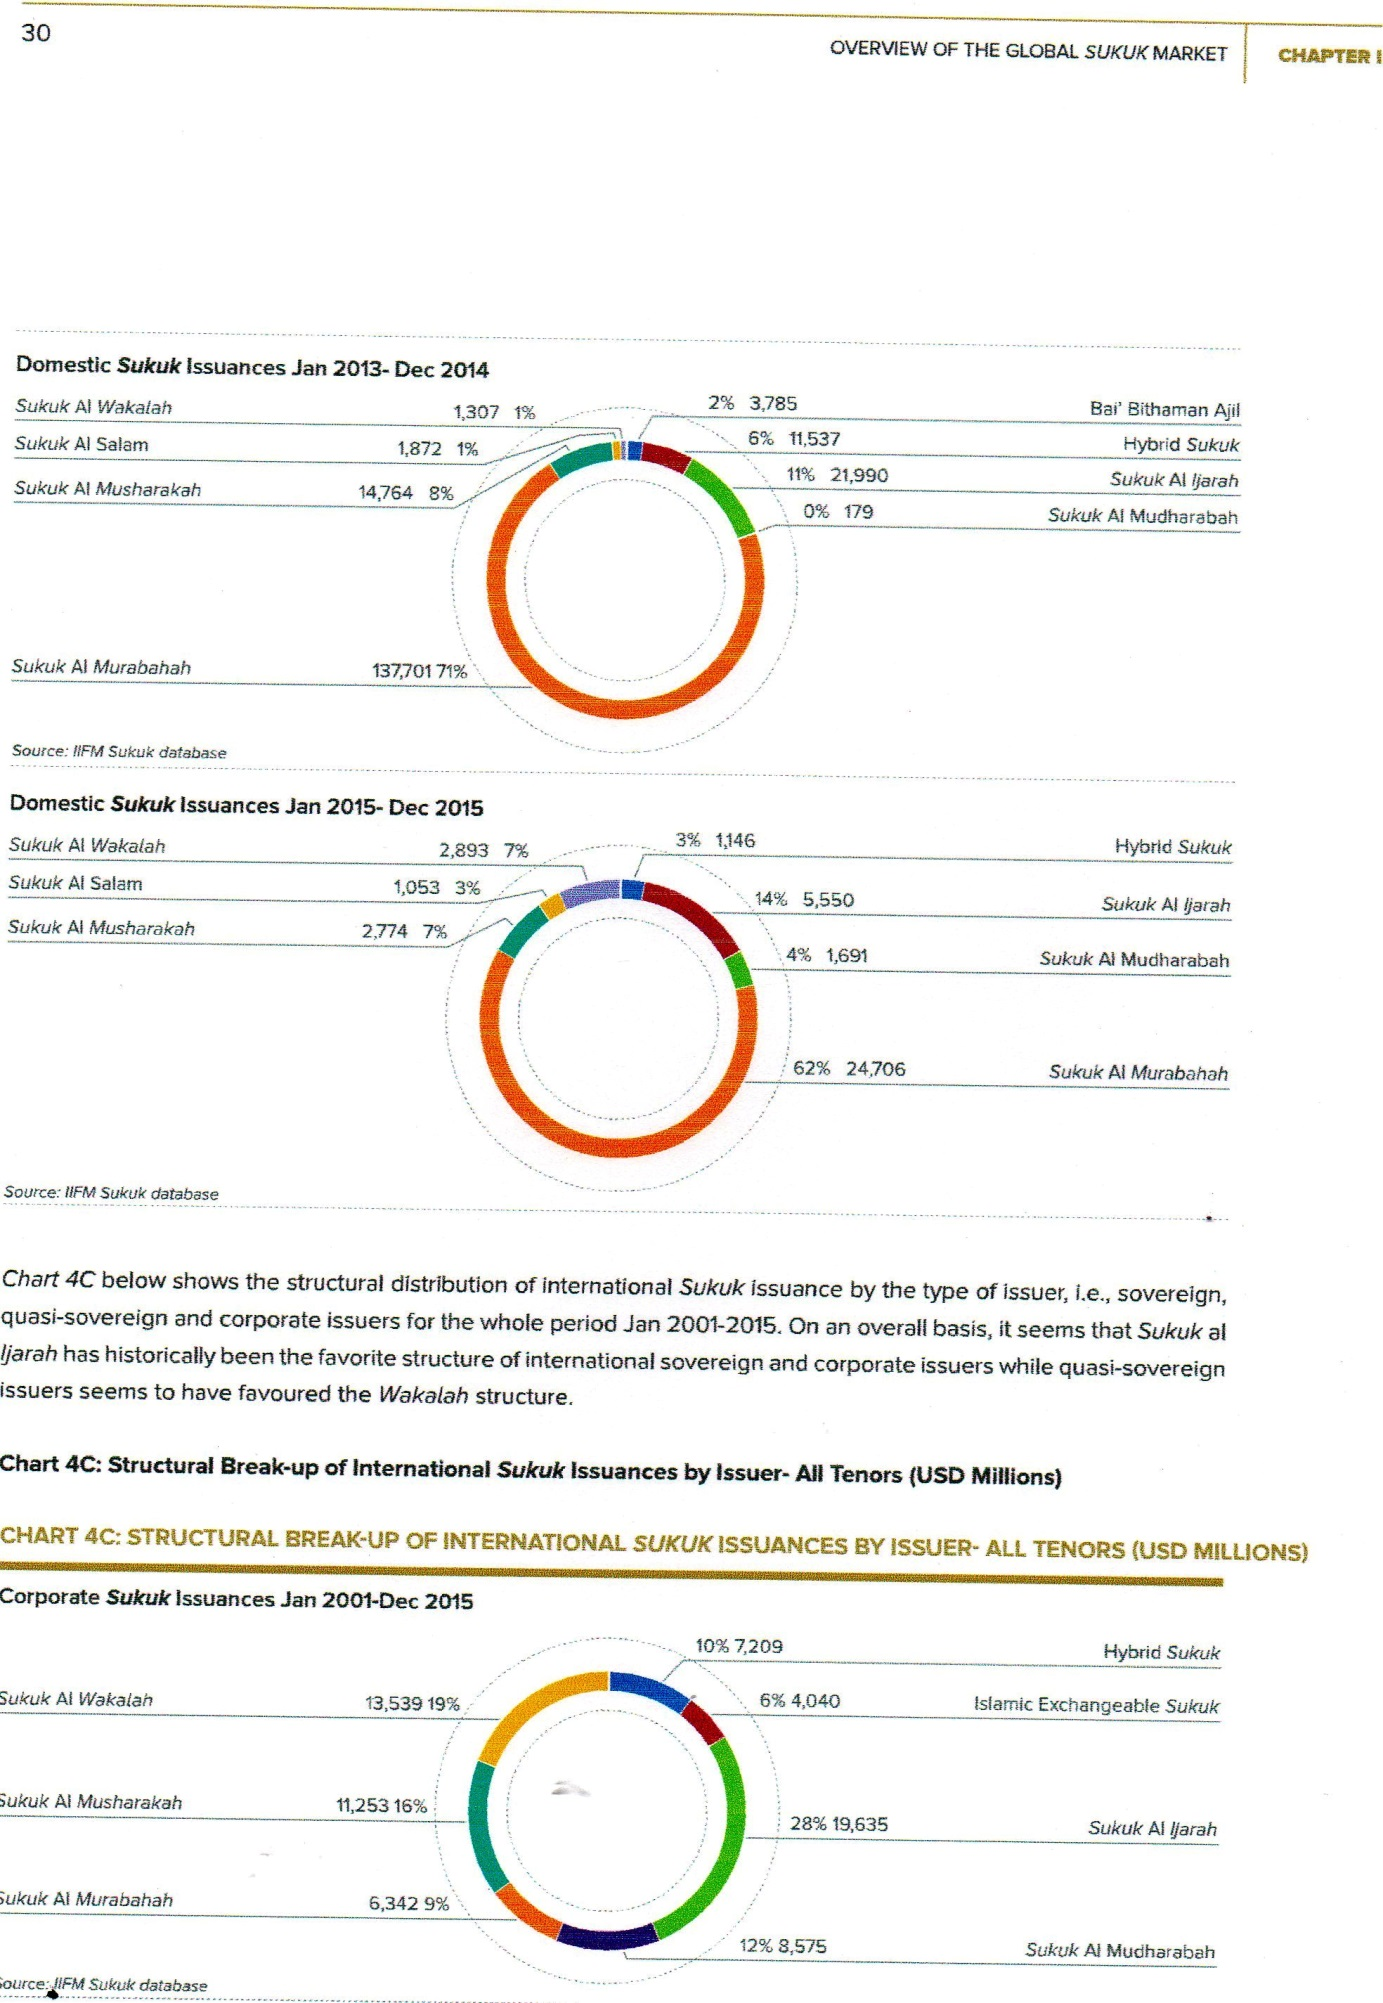 30
OVERVIEW OF THE GLOBAL SUKUK MARKET
CHAPTER I
Domestic Sukuk Issuances Jan 2013- Dec 2014
Sukuk Al Wakalah 1,307 1%
Sukuk Al Salam 1,872 1%
Sukuk Al Musharakah 14,764 8%
Sukuk Al Murabahah 137,701 71%
2% 3,785 Bai' Bithaman Ajil
6% 11,537 Hybrid Sukuk
11% 21,990 Sukuk Al Ijarah
0% 179 Sukuk Al Mudharabah
Source: IIFM Sukuk database
Domestic Sukuk Issuances Jan 2015- Dec 2015
Sukuk Al Wakalah 2,893 7%
Sukuk Al Salam 1,053 3%
Sukuk Al Musharakah 2,774 7%
3% 1,146 Hybrid Sukuk
14% 5,550 Sukuk Al Ijarah
4% 1,691 Sukuk Al Mudharabah
62% 24,706 Sukuk Al Murabahah
Source: IIFM Sukuk database
Chart 4C below shows the structural distribution of international Sukuk issuance by the type of issuer, i.e., sovereign,
quasi-sovereign and corporate issuers for the whole period Jan 2001-2015. On an overall basis, it seems that Sukuk al
Ijarah has historically been the favorite structure of international sovereign and corporate issuers while quasi-sovereign
issuers seems to have favoured the Wakalah structure.
Chart 4C: Structural Break-up of International Sukuk Issuances by Issuer- All Tenors (USD Millions)
CHART 4C: STRUCTURAL BREAK-UP OF INTERNATIONAL SUKUK ISSUANCES BY ISSUER- ALL TENORS (USD MILLIONS)
Corporate Sukuk Issuances Jan 2001-Dec 2015
Sukuk Al Wakalah 13,539 19%
Sukuk Al Musharakah 11,253 16%
Sukuk Al Murabahah 6,342 9%
10% 7,209 Hybrid Sukuk
6% 4,040 Islamic Exchangeable Sukuk
28% 19,635 Sukuk Al Ijarah
12% 8,575 Sukuk Al Mudharabah
Source: IIFM Sukuk database